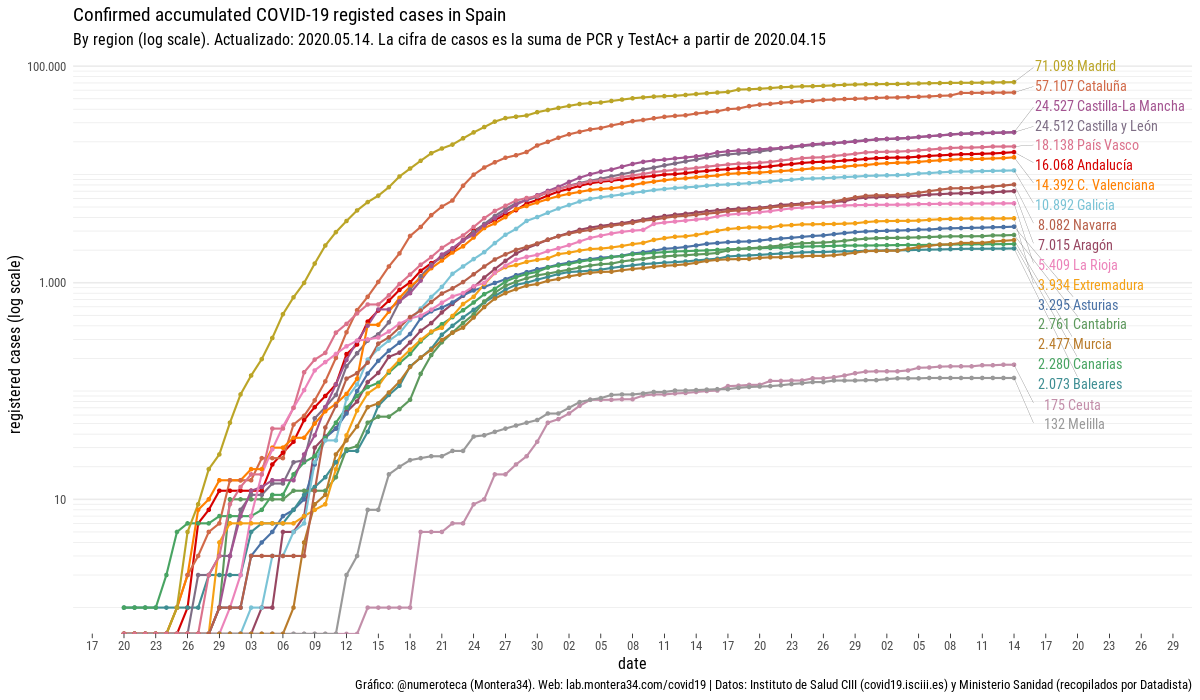 Confirmed accumulated COVID-19 registed cases in Spain
By region (log scale). Actualizado: 2020.05.14. La cifra de casos es la suma de PCR y TestAc+ a partir de 2020.04.15
registered cases (log scale)
100.000
1.000
10
71.098 Madrid
57.107 Cataluña
24.527 Castilla-La Mancha
24.512 Castilla y León
18.138 País Vasco
16.068 Andalucía
14.392 C. Valenciana
10.892 Galicia
8.082 Navarra
7.015 Aragón
5.409 La Rioja
3.934 Extremadura
3.295 Asturias
2.761 Cantabria
2.477 Murcia
2.280 Canarias
2.073 Baleares
175 Ceuta
132 Melilla
17 20 23 26 29 03 06 09 12 15 18 21 24 27 30 02 05 08 11 14 17 20 23 26 29 02 05 08 11 14 17 20 23 26 29
date
Gráfico: @numeroteca (Montera34). Web: lab.montera34.com/covid19 | Datos: Instituto de Salud CIII (covid19.isciii.es) y Ministerio Sanidad (recopilados por Datadista)